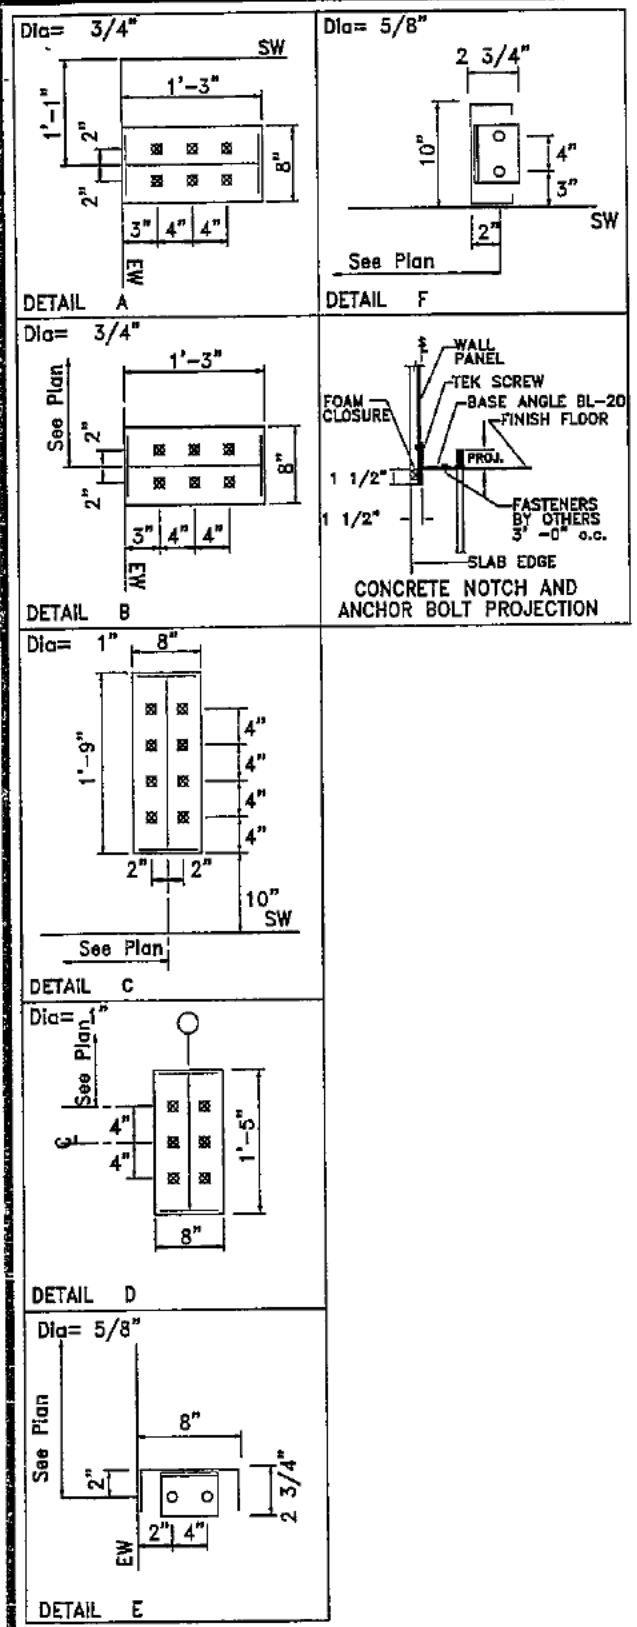 Dia= 3/4"
SW
1'-3"
1'-1"
2"
2"
8"
3" 4" 4"
EW
DETAIL A
Dia= 5/8"
2 3/4"
10"
4"
3"
SW
2"
See Plan
DETAIL F
Dia= 3/4"
1'-3"
See Plan
2"
2"
8"
3" 4" 4"
EW
DETAIL B
WALL
PANEL
TEK SCREW
FOAM
CLOSURE
BASE ANGLE BL-20
FINISH FLOOR
PROJ.
1 1/2"
1 1/2"
FASTENERS
BY OTHERS
3' -0" o.c.
SLAB EDGE
CONCRETE NOTCH AND
ANCHOR BOLT PROJECTION
Dia= 1"
8"
1'-9"
4"
4"
4"
4"
2" 2"
10"
SW
See Plan
DETAIL C
Dia= 1"
See Plan
4"
4"
1'-5"
8"
DETAIL D
Dia= 5/8"
See Plan
8"
2"
2 3/4"
2" 4"
EW
DETAIL E